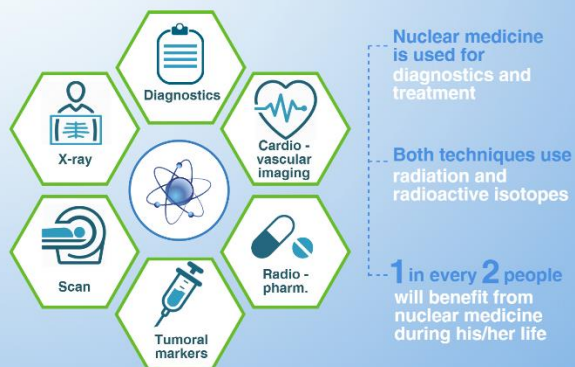 Diagnostics
X-ray
Cardio -
vascular
imaging
Scan
Radio -
pharm.
Tumoral
markers
Nuclear medicine
is used for
diagnostics and
treatment
Both techniques use
radiation and
radioactive isotopes
1 in every 2 people
will benefit from
nuclear medicine
during his/her life